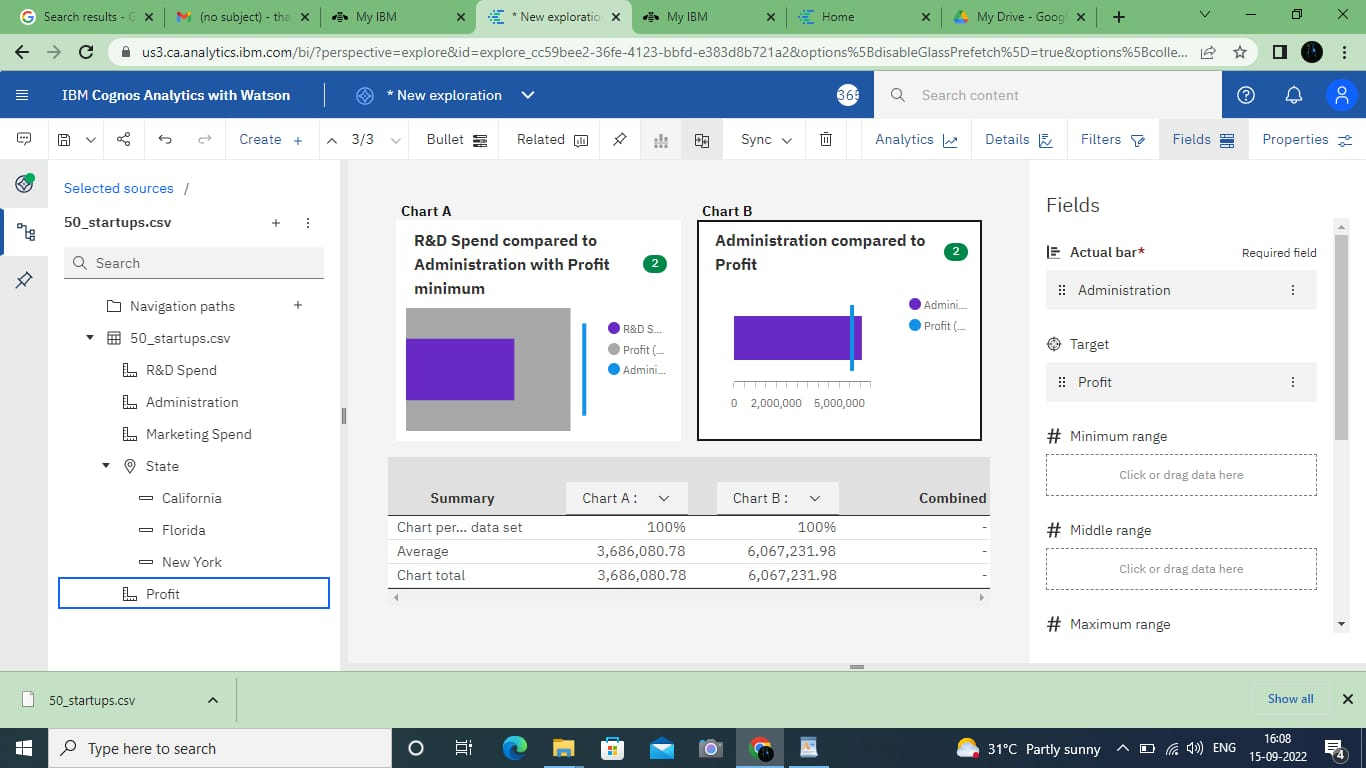 Search results - G
(no subject) - tha
My IBM
* New exploratio
My IBM
Home
My Drive - Googl
us3.ca.analytics.ibm.com/bi/?perspective=explore&id=explore_cc59bee2-36fe-4123-bbfd-e383d8b721a2&options%5BdisableGlassPrefetch%5D=true&options%5Bcolle...
IBM Cognos Analytics with Watson
* New exploration
365
Search content
Create +
3/3
Bullet
Related
Sync
Analytics
Details
Filters
Fields
Properties
Selected sources /
50_startups.csv
Search
Navigation paths
50_startups.csv
R&D Spend
Administration
Marketing Spend
State
California
Florida
New York
Profit
Chart A
R&D Spend compared to
Administration with Profit
minimum
2
R&D S...
Profit (...
Admini...
Chart B
Administration compared to
Profit
2
Admini...
Profit (...
0 2,000,000 5,000,000
Summary Chart A : Chart B : Combined
Chart per... data set 100% 100% -
Average 3,686,080.78 6,067,231.98 -
Chart total 3,686,080.78 6,067,231.98 -
Fields
Actual bar* Required field
Administration
Target
Profit
# Minimum range
Click or drag data here
# Middle range
Click or drag data here
# Maximum range
50_startups.csv
Show all
Type here to search
31°C Partly sunny
ENG
16:08
15-09-2022
4